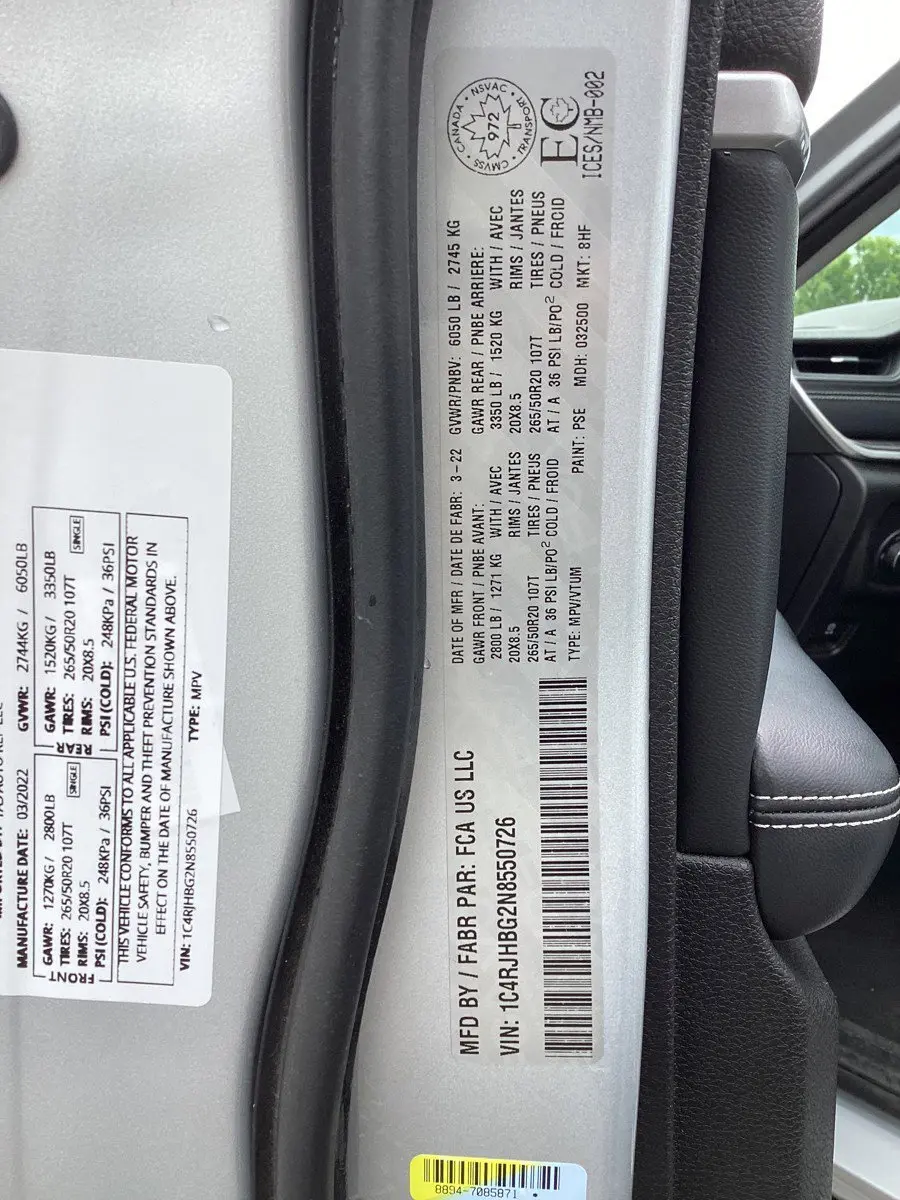 MANUFACTURE DATE: 03/2022 GVWR: 2744KG / 6050LB
FRONT
GAWR: 1270KG / 2800LB
TIRES: 265/50R20 107T SINGLE
RIMS: 20X8.5
PSI (COLD): 248KPa / 36PSI
REAR
GAWR: 1520KG / 3350LB
TIRES: 265/50R20 107T SINGLE
RIMS: 20X8.5
PSI (COLD): 248KPa / 36PSI
THIS VEHICLE CONFORMS TO ALL APPLICABLE U.S. FEDERAL MOTOR
VEHICLE SAFETY, BUMPER AND THEFT PREVENTION STANDARDS IN
EFFECT ON THE DATE OF MANUFACTURE SHOWN ABOVE.
VIN: 1C4RJHBG2N8550726 TYPE: MPV
MFD BY / FABR PAR: FCA US LLC
VIN: 1C4RJHBG2N8550726
DATE OF MFR / DATE DE FABR: 3-22 GVWR/PNBV: 6050 LB / 2745 KG
GAWR FRONT / PNBE AVANT:
2800 LB / 1271 KG WITH / AVEC
20X8.5 RIMS / JANTES
265/50R20 107T TIRES / PNEUS
AT / A 36 PSI LB/PO² COLD / FROID
GAWR REAR / PNBE ARRIERE:
3350 LB / 1520 KG WITH / AVEC
20X8.5 RIMS / JANTES
265/50R20 107T TIRES / PNEUS
AT / A 36 PSI LB/PO² COLD / FROID
TYPE: MPV/VTUM PAINT: PSE MDH: 032500 MKT: 8HF
CANADA • NSVAC • TRANSPORT • CMVSS
972
EC
ICES/NMB-002
8894-7085871